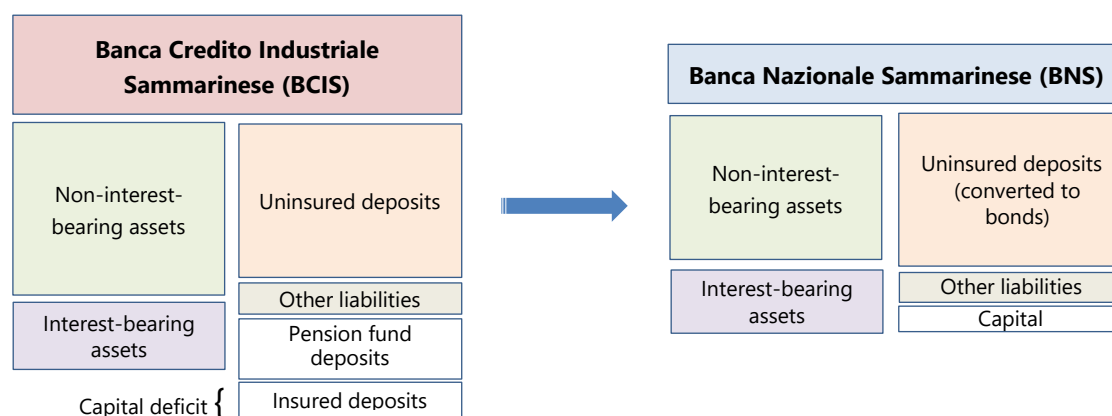 Banca Credito Industriale
Sammarinese (BCIS)
Non-interest-
bearing assets
Interest-bearing
assets
Capital deficit {
Uninsured deposits
Other liabilities
Pension fund
deposits
Insured deposits
Banca Nazionale Sammarinese (BNS)
Non-interest-
bearing assets
Interest-bearing
assets
Uninsured deposits
(converted to
bonds)
Other liabilities
Capital